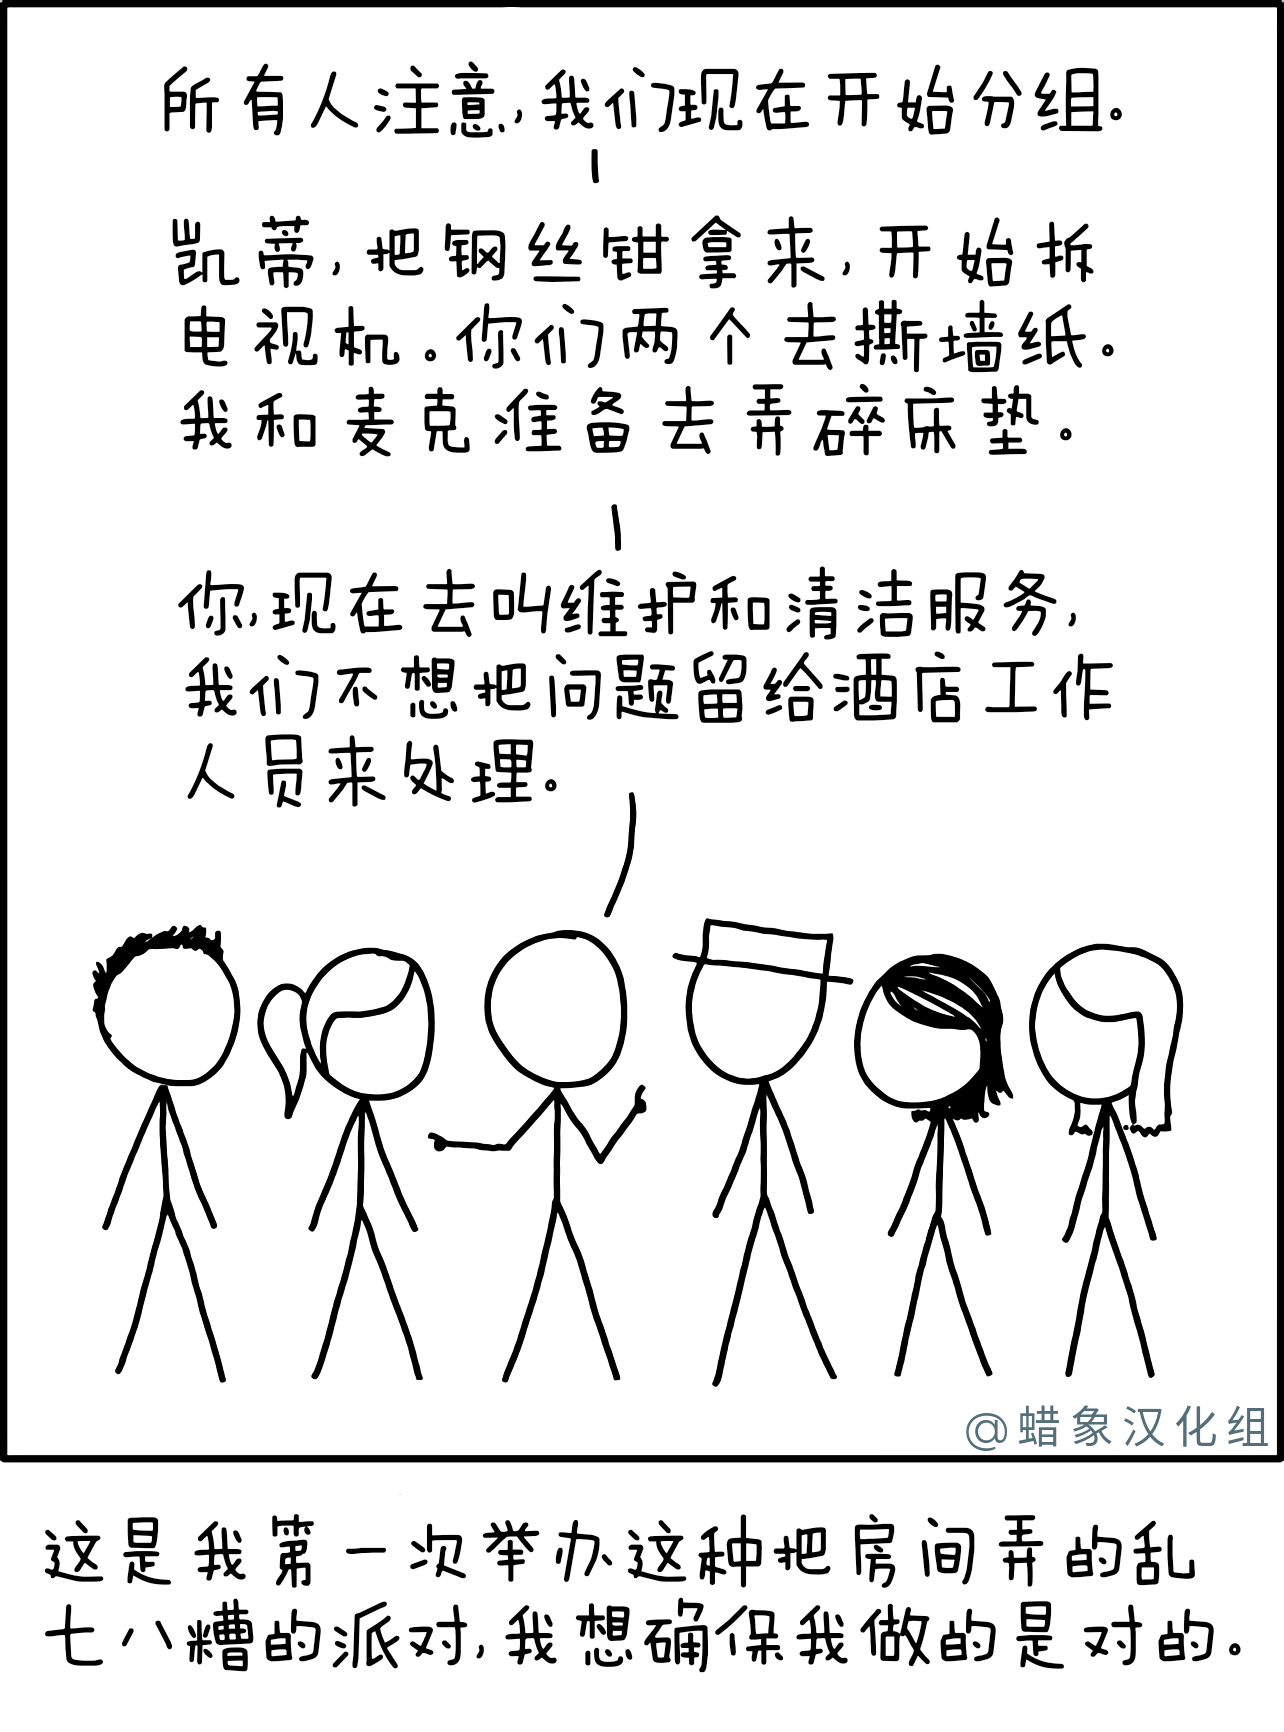 所有人注意,我们现在开始分组。
凯蒂,把钢丝钳拿来,开始拆
电视机。你们两个去撕墙纸。
我和麦克准备去弄碎床垫。
你,现在去叫维护和清洁服务,
我们不想把问题留给酒店工作
人员来处理。
@蜡象汉化组
这是我第一次举办这种把房间弄的乱
七八糟的派对,我想确保我做的是对的。